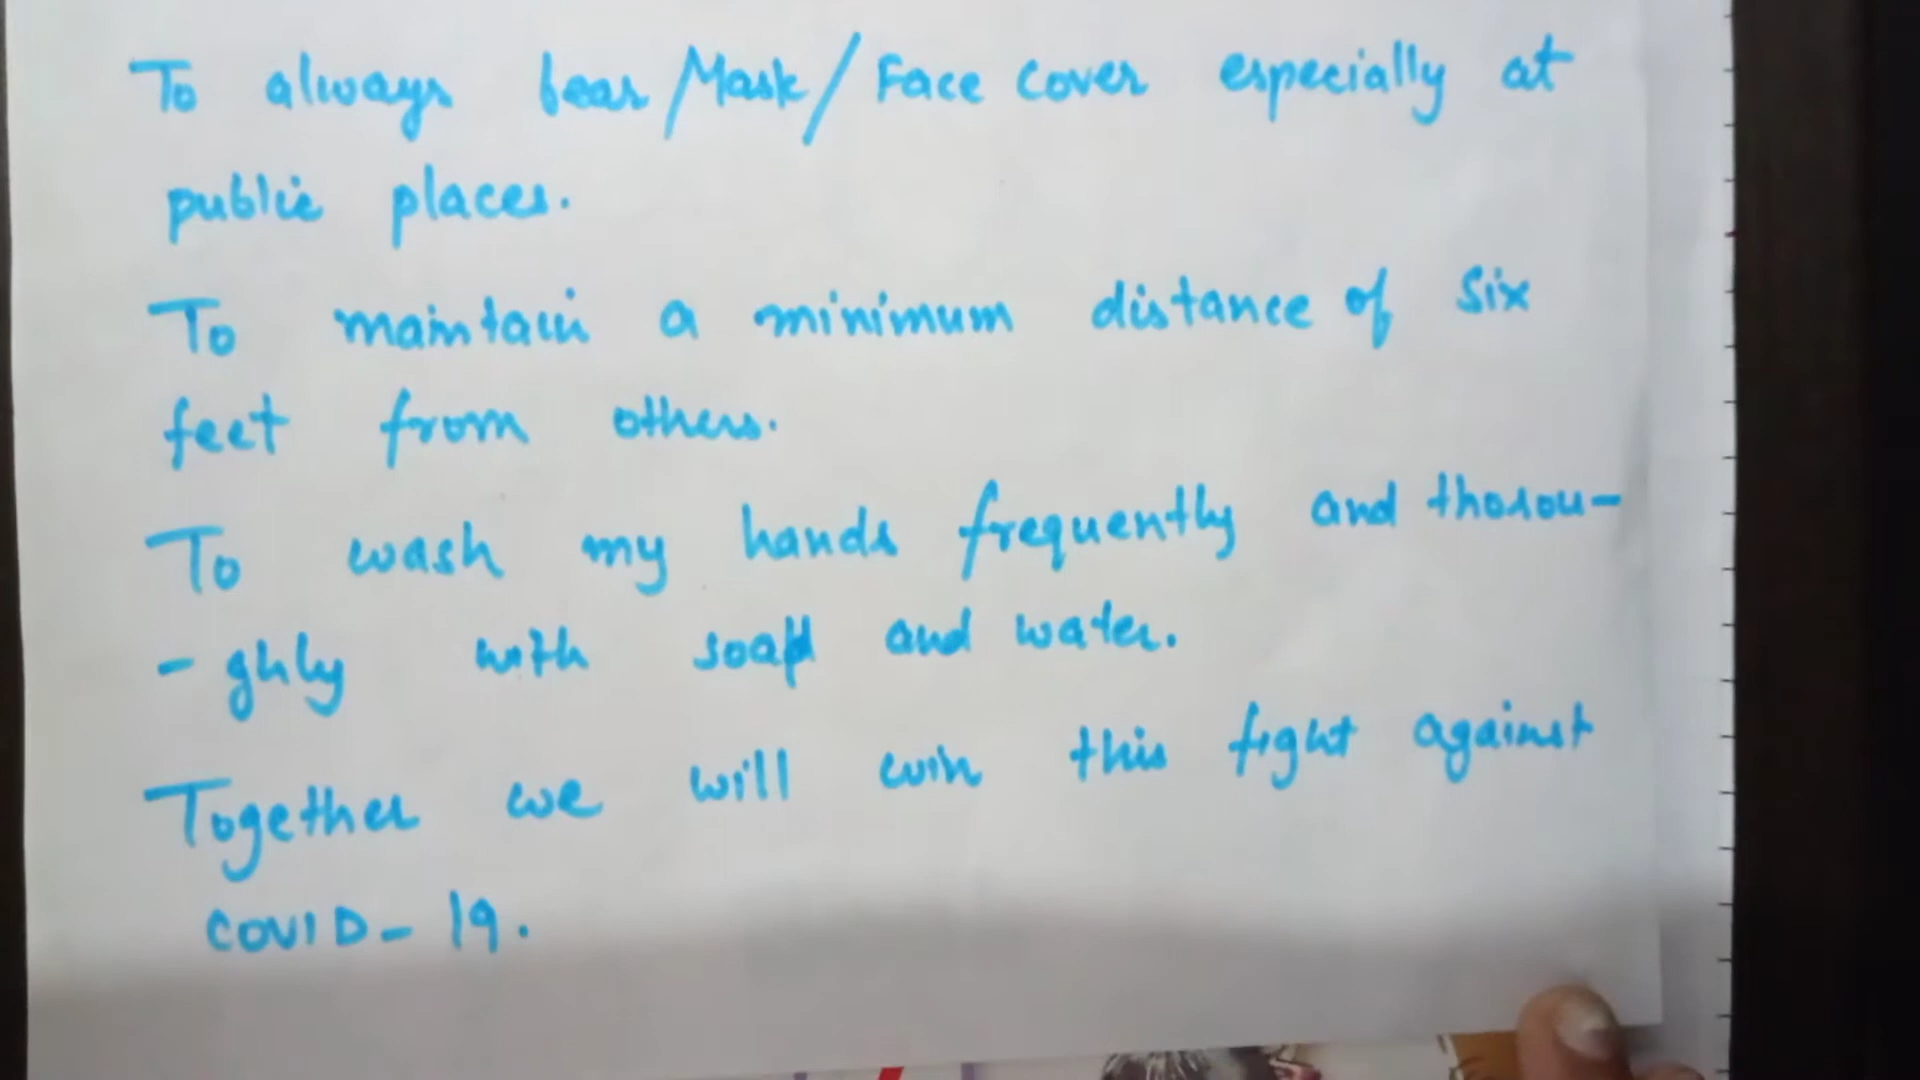 To always bear/Mask/Face cover especially at
public places.
To maintain a minimum distance of six
feet from others.
To wash my hands frequently and thorou-
- ghly with soap and water.
Together we will win this fight against
COVID-19.